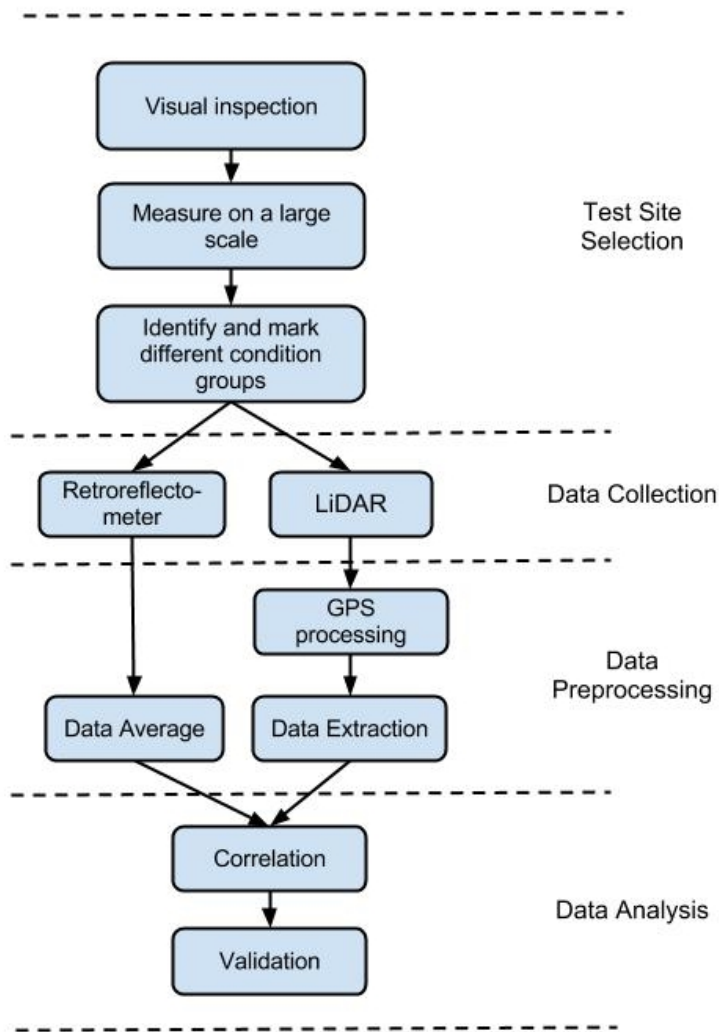 Visual inspection
Measure on a large
scale
Test Site
Selection
Identify and mark
different condition
groups
Retroreflecto-
meter
LiDAR
Data Collection
GPS
processing
Data
Preprocessing
Data Average
Data Extraction
Correlation
Data Analysis
Validation